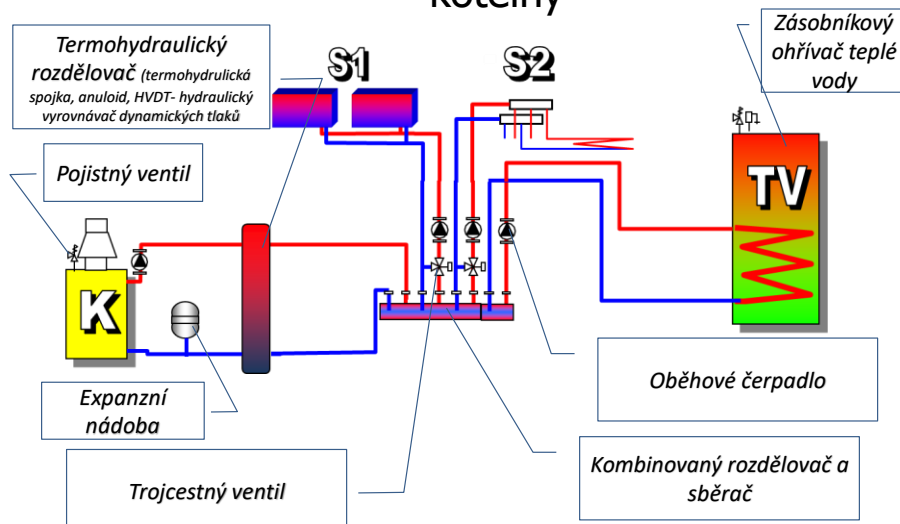 kotelny
Termohydraulický
rozdělovač (termohydrulická
spojka, anuloid, HVDT- hydraulický
vyrovnávač dynamických tlaků
S1
S2
Zásobníkový
ohřívač teplé
vody
Pojistný ventil
TV
K
Expanzní
nádoba
Oběhové čerpadlo
Trojcestný ventil
Kombinovaný rozdělovač a
sběrač